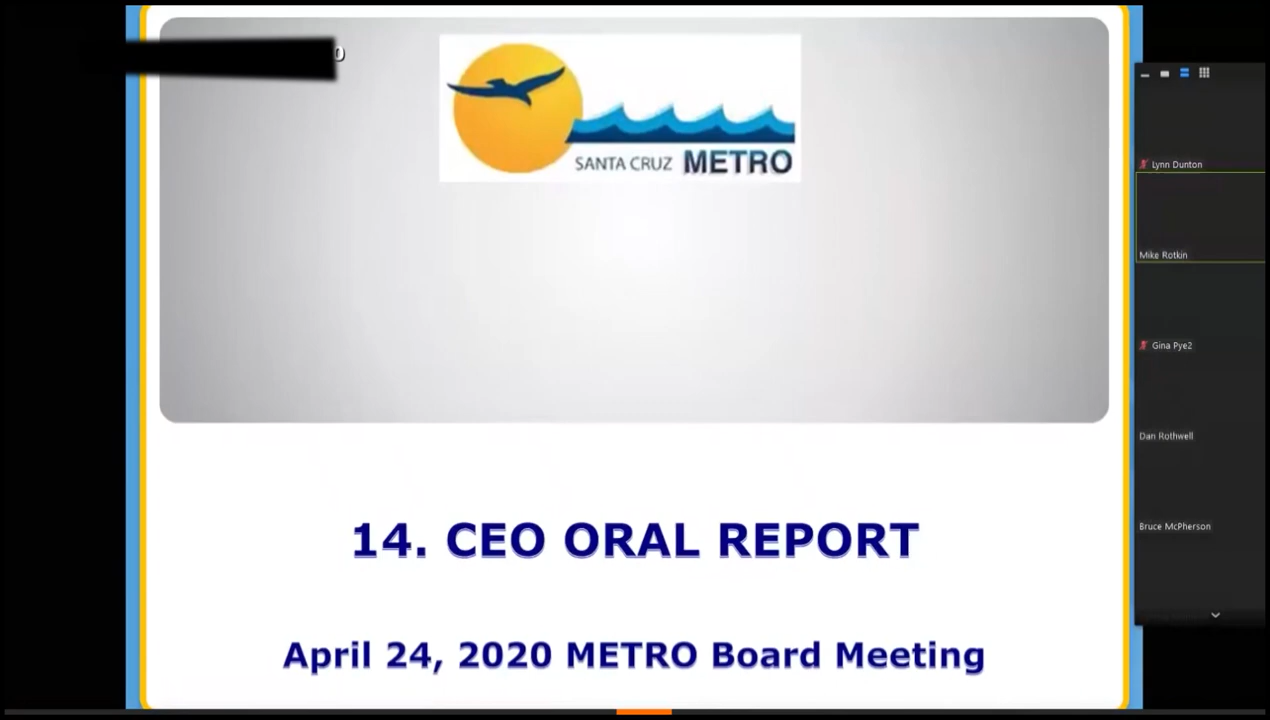 0
SANTA CRUZ METRO
Lynn Dunton
Mike Rotkin
Gina Pye2
Dan Rothwell
Bruce McPherson
14. CEO ORAL REPORT
April 24, 2020 METRO Board Meeting